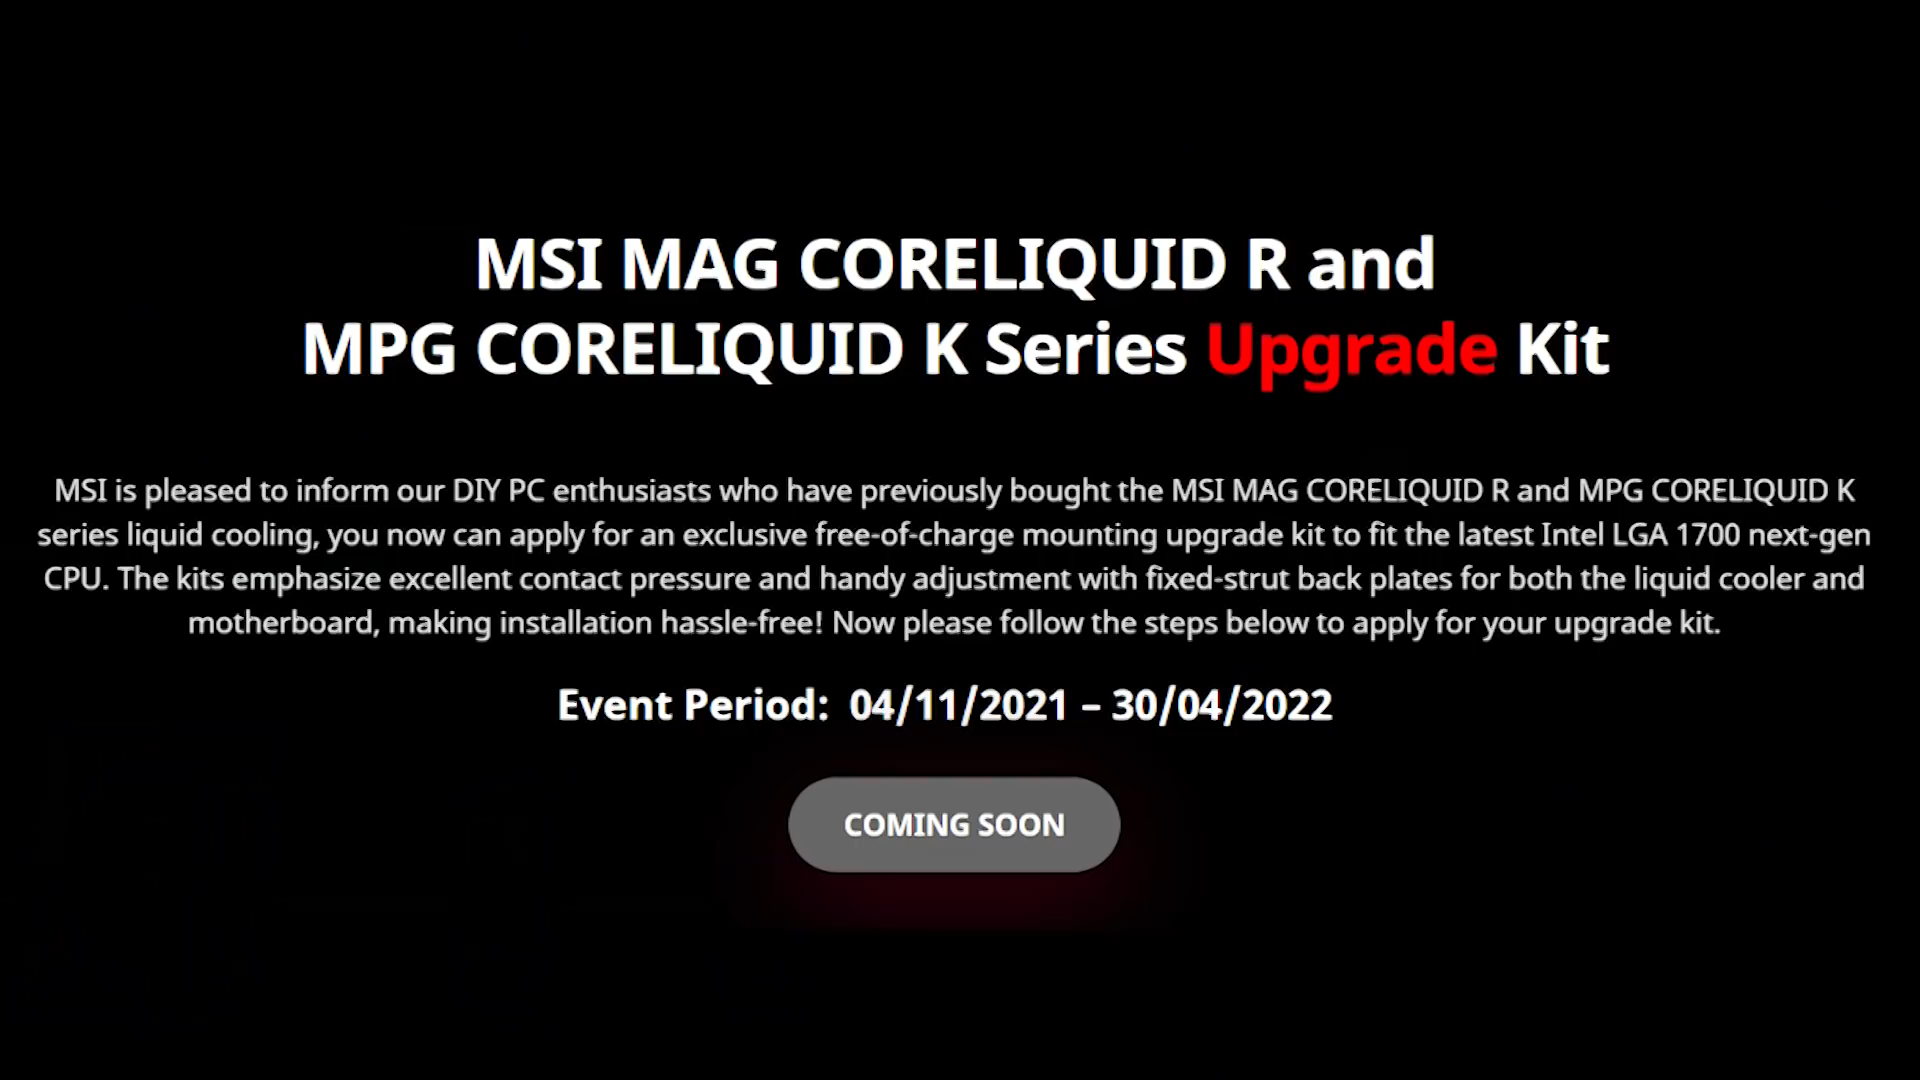 MSI MAG CORELIQUID R and
MPG CORELIQUID K Series Upgrade Kit
MSI is pleased to inform our DIY PC enthusiasts who have previously bought the MSI MAG CORELIQUID R and MPG CORELIQUID K
series liquid cooling, you now can apply for an exclusive free-of-charge mounting upgrade kit to fit the latest Intel LGA 1700 next-gen
CPU. The kits emphasize excellent contact pressure and handy adjustment with fixed-strut back plates for both the liquid cooler and
motherboard, making installation hassle-free! Now please follow the steps below to apply for your upgrade kit.
Event Period: 04/11/2021 – 30/04/2022
COMING SOON